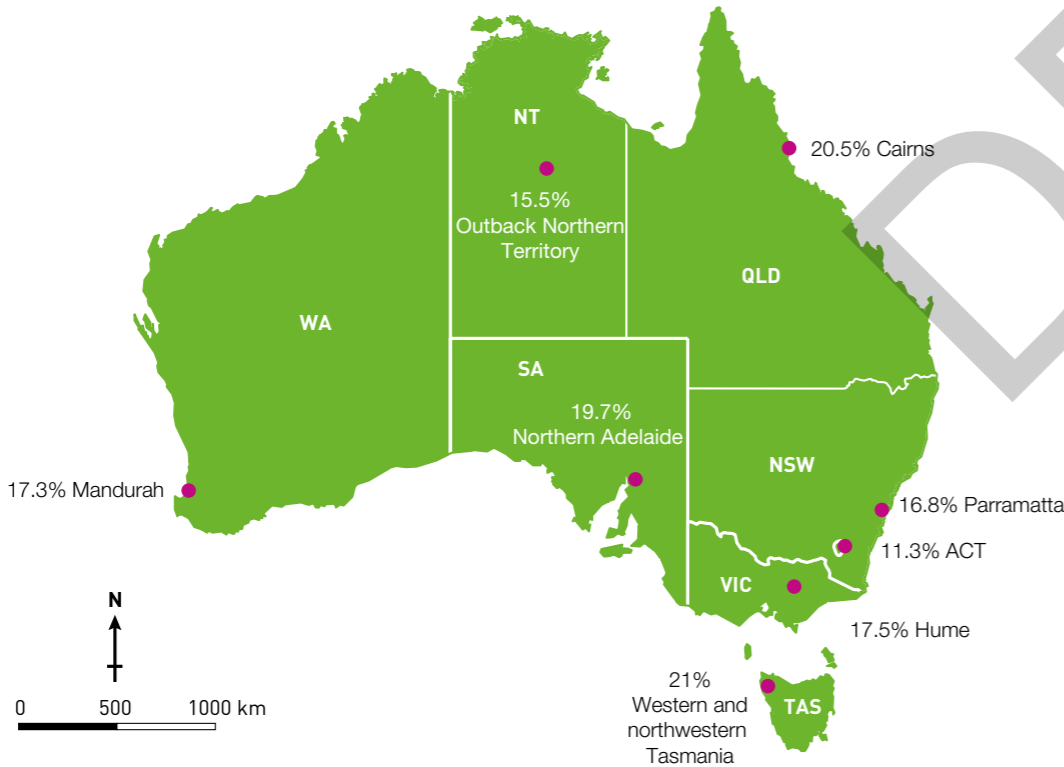 NT
20.5% Cairns
15.5%
Outback Northern
Territory
QLD
WA
SA
19.7%
Northern Adelaide
NSW
17.3% Mandurah
16.8% Parramatta
11.3% ACT
VIC
17.5% Hume
N
0 500 1000 km
21%
Western and
northwestern
Tasmania
TAS